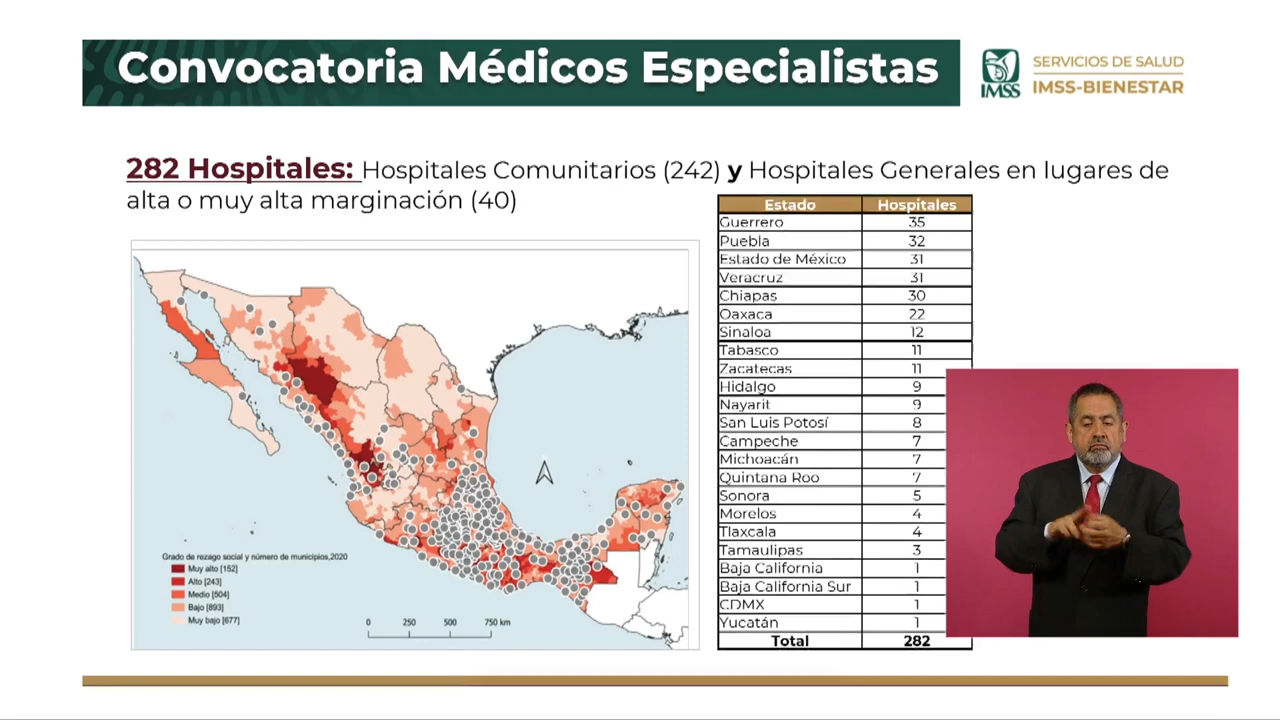 Convocatoria Médicos Especialistas
IMSS
SERVICIOS DE SALUD
IMSS-BIENESTAR
282 Hospitales: Hospitales Comunitarios (242) y Hospitales Generales en lugares de
alta o muy alta marginación (40)
Estado Hospitales
Guerrero 35
Puebla 32
Estado de México 31
Veracruz 31
Chiapas 30
Oaxaca 22
Sinaloa 12
Tabasco 11
Zacatecas 11
Hidalgo 9
Nayarit 9
San Luis Potosí 8
Campeche 7
Michoacán 7
Quintana Roo 7
Sonora 5
Morelos 4
Tlaxcala 4
Tamaulipas 3
Baja California 1
Baja California Sur 1
CDMX 1
Yucatán 1
Total 282
Grado de rezago social y número de municipios,2020
Muy alto [152]
Alto [243]
Medio [504]
Bajo [893]
Muy bajo [677]
0 250 500 750 km